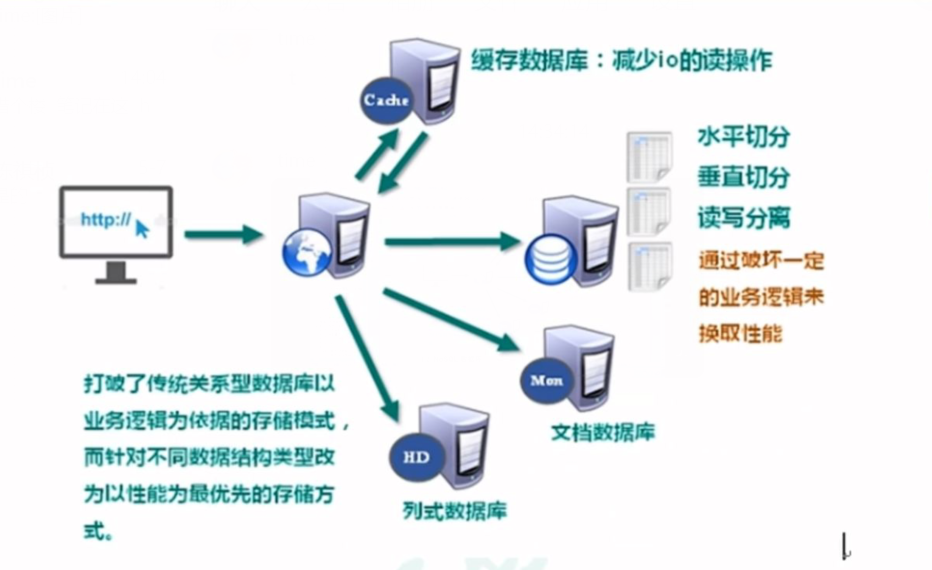 缓存数据库：减少io的读操作
Cache
水平切分
垂直切分
读写分离
http://
通过破坏一定
的业务逻辑来
换取性能
Mon
文档数据库
打破了传统关系型数据库以
业务逻辑为依据的存储模式，
而针对不同数据结构类型改
为以性能为最优先的存储方
式。
HD
列式数据库